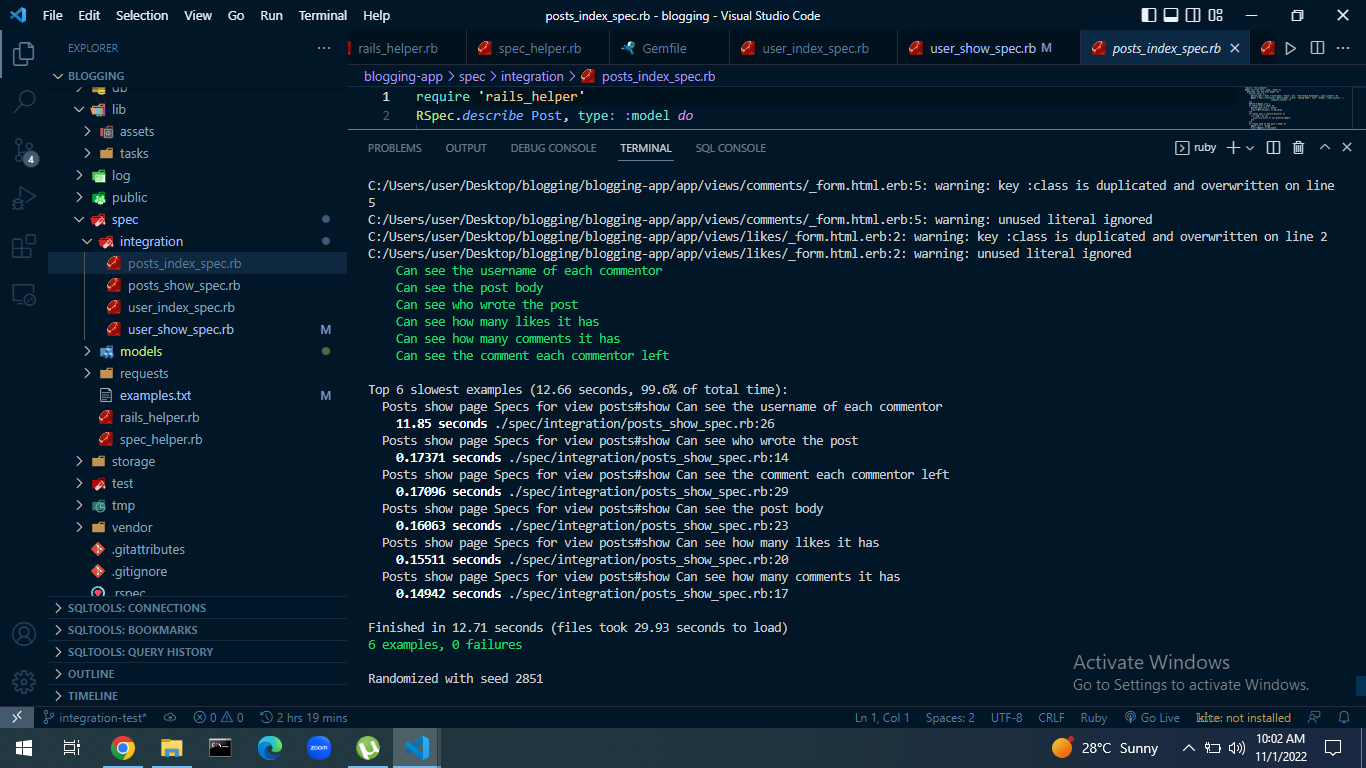 File Edit Selection View Go Run Terminal Help posts_index_spec.rb - blogging - Visual Studio Code
EXPLORER
rails_helper.rb spec_helper.rb Gemfile user_index_spec.rb user_show_spec.rb M posts_index_spec.rb
BLOGGING
blogging-app > spec > integration > posts_index_spec.rb
db
lib
assets
tasks
log
public
spec
integration
posts_index_spec.rb
posts_show_spec.rb
user_index_spec.rb
user_show_spec.rb M
models
requests
examples.txt M
rails_helper.rb
spec_helper.rb
storage
test
tmp
vendor
.gitattributes
.gitignore
.rspec
SQLTOOLS: CONNECTIONS
SQLTOOLS: BOOKMARKS
SQLTOOLS: QUERY HISTORY
OUTLINE
TIMELINE
4
1 require 'rails_helper'
2 RSpec.describe Post, type: :model do
PROBLEMS OUTPUT DEBUG CONSOLE TERMINAL SQL CONSOLE ruby
C:/Users/user/Desktop/blogging/blogging-app/app/views/comments/_form.html.erb:5: warning: key :class is duplicated and overwritten on line
5
C:/Users/user/Desktop/blogging/blogging-app/app/views/comments/_form.html.erb:5: warning: unused literal ignored
C:/Users/user/Desktop/blogging/blogging-app/app/views/likes/_form.html.erb:2: warning: key :class is duplicated and overwritten on line 2
C:/Users/user/Desktop/blogging/blogging-app/app/views/likes/_form.html.erb:2: warning: unused literal ignored
Can see the username of each commentor
Can see the post body
Can see who wrote the post
Can see how many likes it has
Can see how many comments it has
Can see the comment each commentor left
Top 6 slowest examples (12.66 seconds, 99.6% of total time):
Posts show page Specs for view posts#show Can see the username of each commentor
11.85 seconds ./spec/integration/posts_show_spec.rb:26
Posts show page Specs for view posts#show Can see who wrote the post
0.17371 seconds ./spec/integration/posts_show_spec.rb:14
Posts show page Specs for view posts#show Can see the comment each commentor left
0.17096 seconds ./spec/integration/posts_show_spec.rb:29
Posts show page Specs for view posts#show Can see the post body
0.16063 seconds ./spec/integration/posts_show_spec.rb:23
Posts show page Specs for view posts#show Can see how many likes it has
0.15511 seconds ./spec/integration/posts_show_spec.rb:20
Posts show page Specs for view posts#show Can see how many comments it has
0.14942 seconds ./spec/integration/posts_show_spec.rb:17
Finished in 12.71 seconds (files took 29.93 seconds to load)
6 examples, 0 failures
Randomized with seed 2851
Activate Windows
Go to Settings to activate Windows.
integration-test* 0 0 2 hrs 19 mins Ln 1, Col 1 Spaces: 2 UTF-8 CRLF Ruby Go Live kite: not installed
zoom 28°C Sunny 10:02 AM
11/1/2022